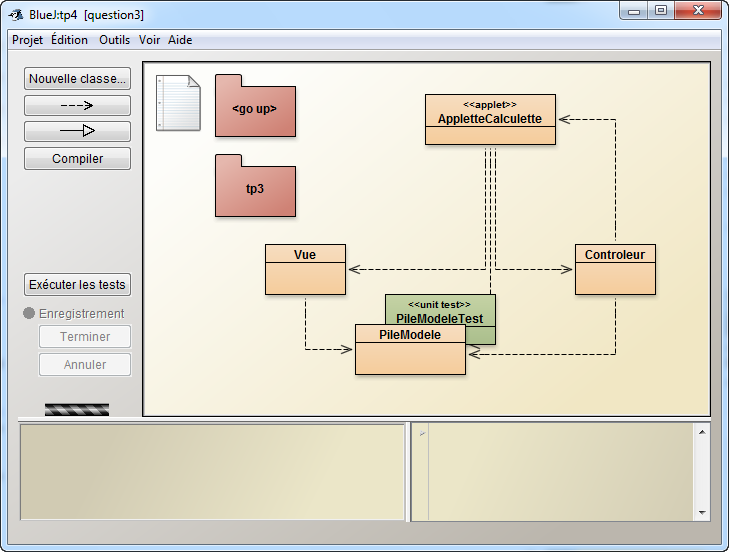 BlueJ:tp4 [question3]
Projet Édition Outils Voir Aide
Nouvelle classe...
Compiler
Exécuter les tests
Enregistrement
Terminer
Annuler
<go up>
tp3
<<applet>>
AppletteCalculette
Vue
Controleur
<<unit test>>
PileModeleTest
PileModele